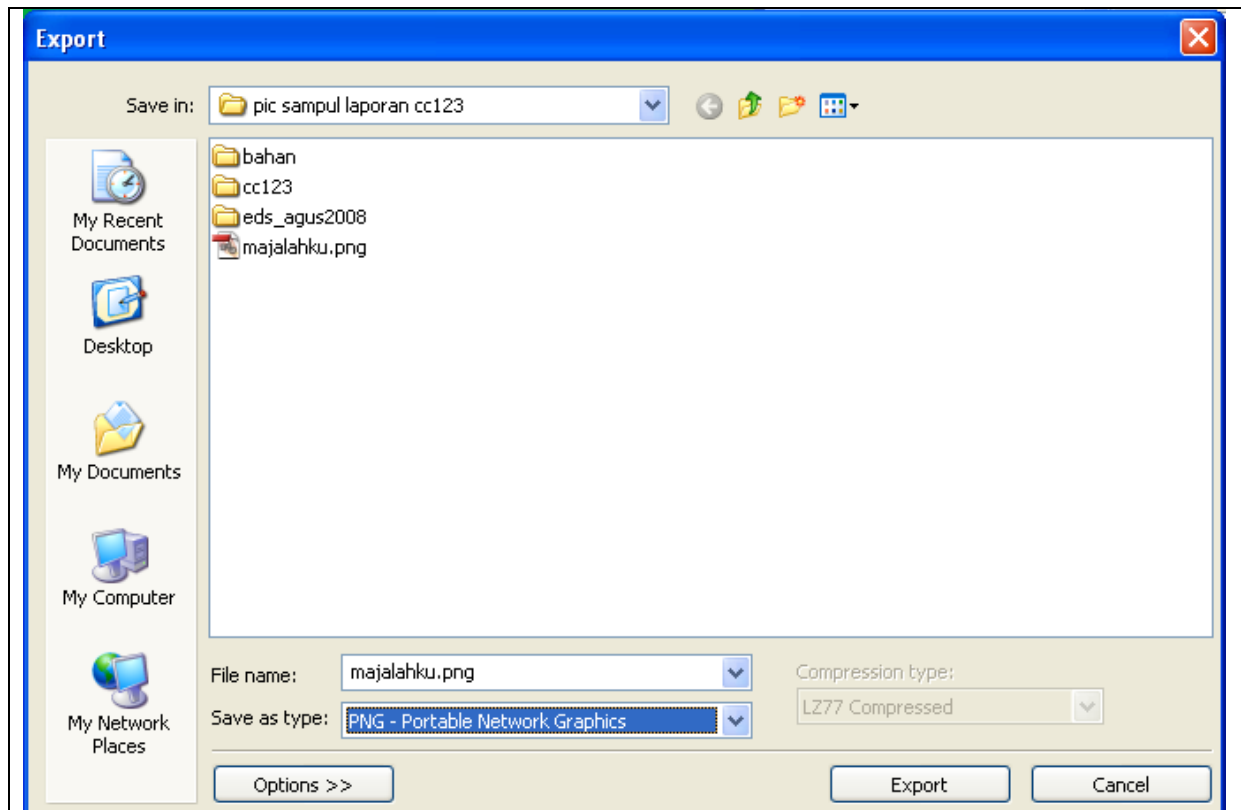 Export
Save in: pic sampul laporan cc123
My Recent
Documents
Desktop
My Documents
My Computer
My Network
Places
bahan
cc123
eds_agus2008
majalahku.png
File name: majalahku.png
Compression type:
Save as type: PNG - Portable Network Graphics
LZ77 Compressed
Options >>
Export
Cancel